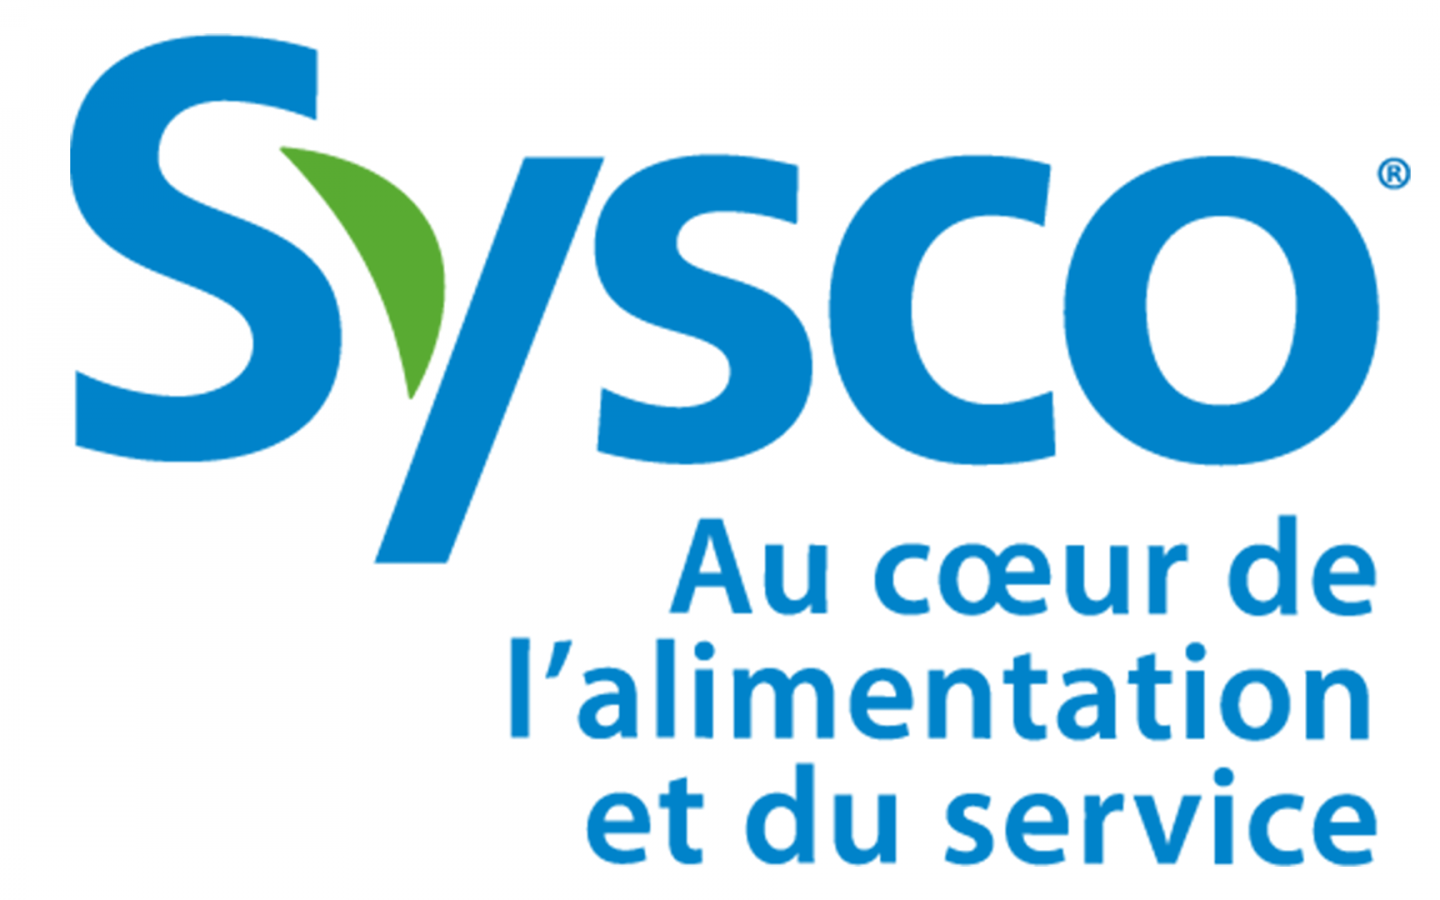 Sysco®
Au cœur de
l’alimentation
et du service